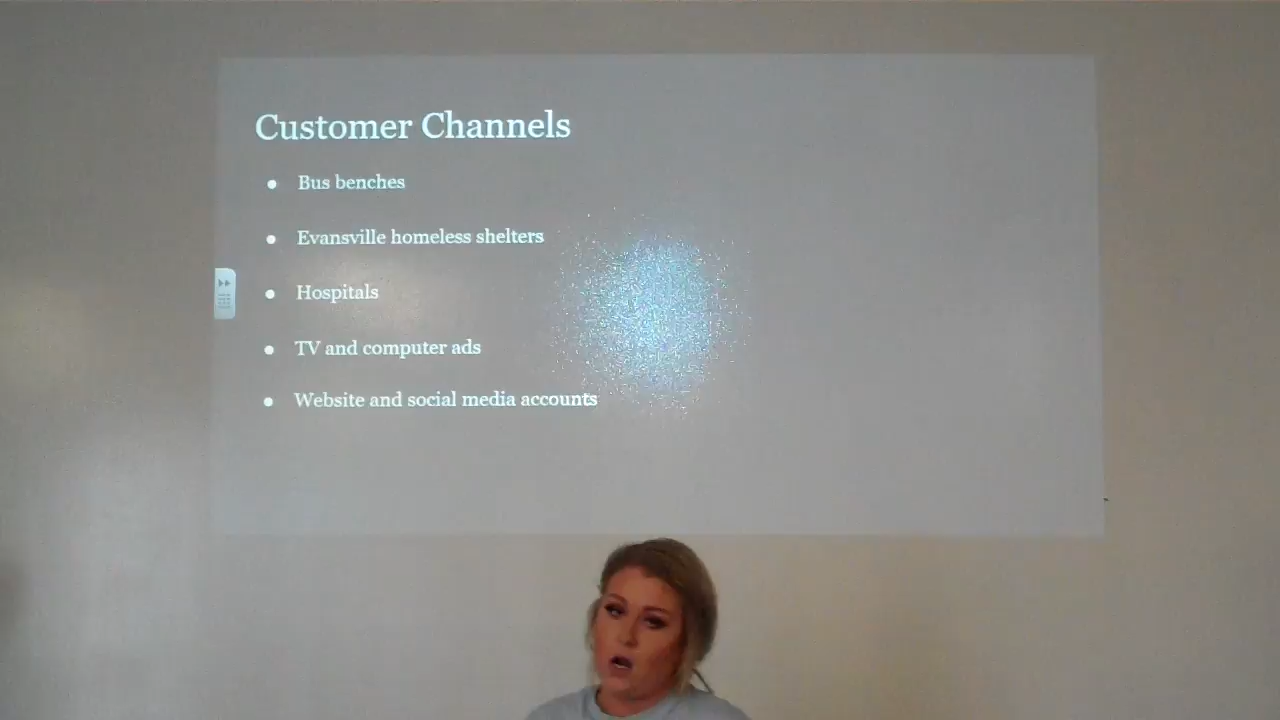 Customer Channels
● Bus benches
● Evansville homeless shelters
● Hospitals
● TV and computer ads
● Website and social media accounts